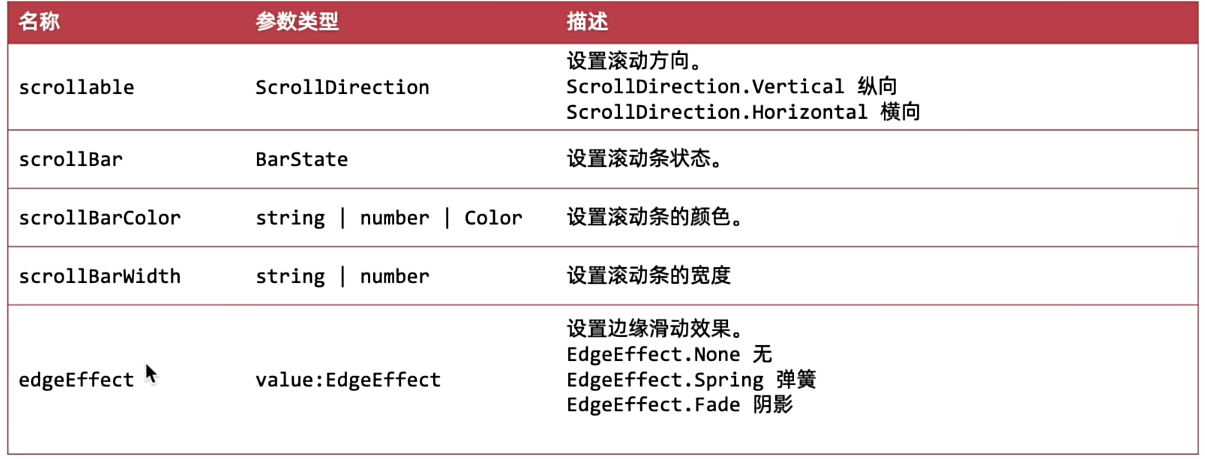 名称 参数类型 描述
scrollable ScrollDirection 设置滚动方向。
ScrollDirection.Vertical 纵向
ScrollDirection.Horizontal 横向
scrollBar BarState 设置滚动条状态。
scrollBarColor string | number | Color 设置滚动条的颜色。
scrollBarWidth string | number 设置滚动条的宽度
edgeEffect value:EdgeEffect 设置边缘滑动效果。
EdgeEffect.None 无
EdgeEffect.Spring 弹簧
EdgeEffect.Fade 阴影